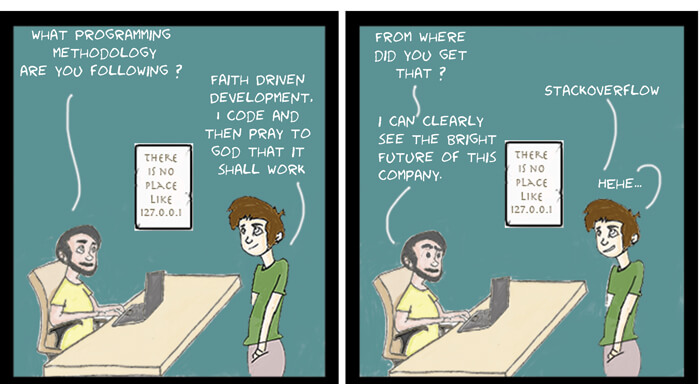 WHAT PROGRAMMING
METHODOLOGY
ARE YOU FOLLOWING ?
FAITH DRIVEN
DEVELOPMENT.
I CODE AND
THEN PRAY TO
GOD THAT IT
SHALL WORK
THERE
IS NO
PLACE
LIKE
127.0.0.1
FROM WHERE
DID YOU GET
THAT ?
STACKOVERFLOW
I CAN CLEARLY
SEE THE BRIGHT
FUTURE OF THIS
COMPANY.
HEHE...
THERE
IS NO
PLACE
LIKE
127.0.0.1